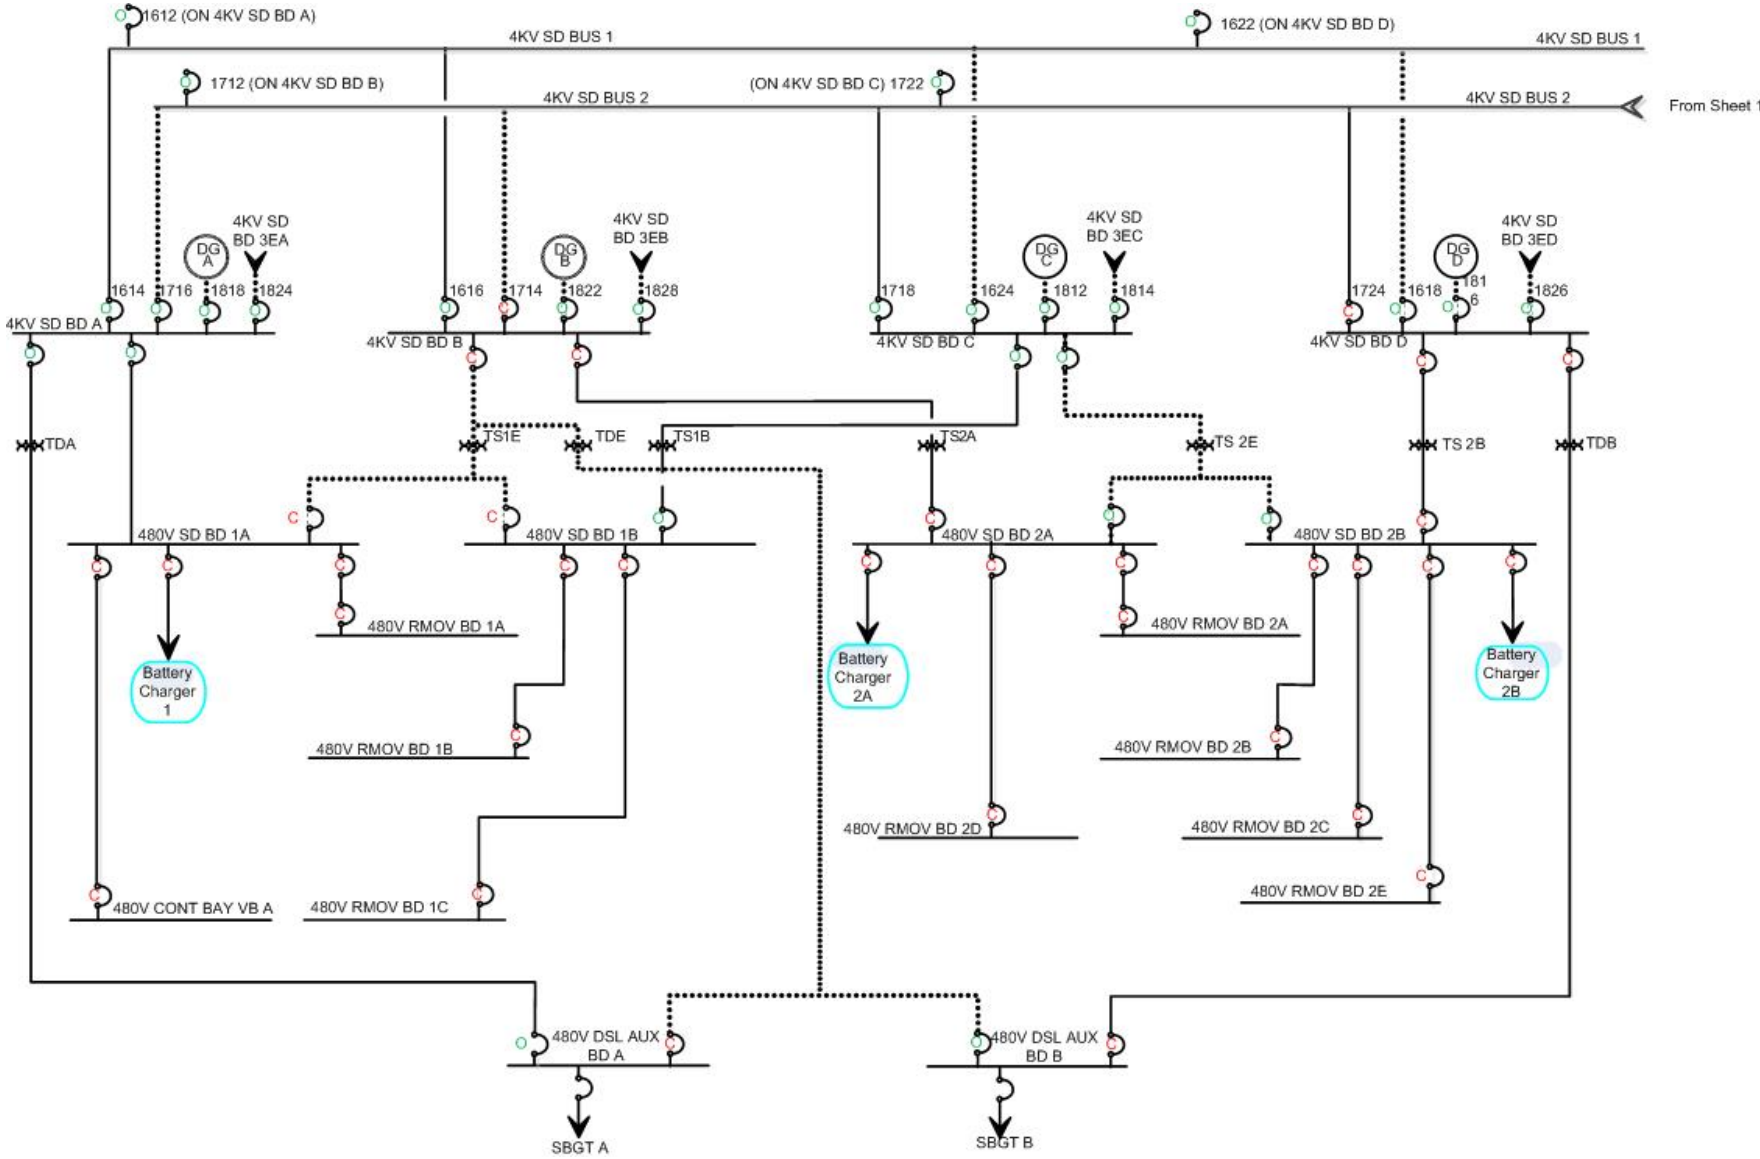 O 1612 (ON 4KV SD BD A)
O 1622 (ON 4KV SD BD D)
4KV SD BUS 1
4KV SD BUS 1
O 1712 (ON 4KV SD BD B)
(ON 4KV SD BD C) 1722 O
4KV SD BUS 2
4KV SD BUS 2
From Sheet 1
4KV SD
BD 3EA
4KV SD
BD 3EB
4KV SD
BD 3EC
4KV SD
BD 3ED
DG
A
DG
B
DG
C
DG
D
1614
1716
1818
1824
1616
1714
1822
1828
1718
1624
1812
1814
1724
1618
181
6
1826
O
O
O
O
O
C
O
O
O
O
O
O
C
O
O
O
4KV SD BD A
4KV SD BD B
4KV SD BD C
4KV SD BD D
O
O
C
C
O
O
C
C
TDA
TS1E
TDE
TS1B
TS2A
TS 2E
TS 2B
TDB
C
C
O
C
O
O
C
480V SD BD 1A
480V SD BD 1B
480V SD BD 2A
480V SD BD 2B
C
C
C
C
C
C
C
C
C
C
C
C
C
C
480V RMOV BD 1A
480V RMOV BD 2A
Battery
Charger
1
Battery
Charger
2A
Battery
Charger
2B
C
480V RMOV BD 1B
C
480V RMOV BD 2B
C
480V RMOV BD 2D
C
480V RMOV BD 2C
C
480V RMOV BD 2E
C
480V CONT BAY VB A
C
480V RMOV BD 1C
O
480V DSL AUX
BD A
C
O
480V DSL AUX
BD B
C
SBGT A
SBGT B